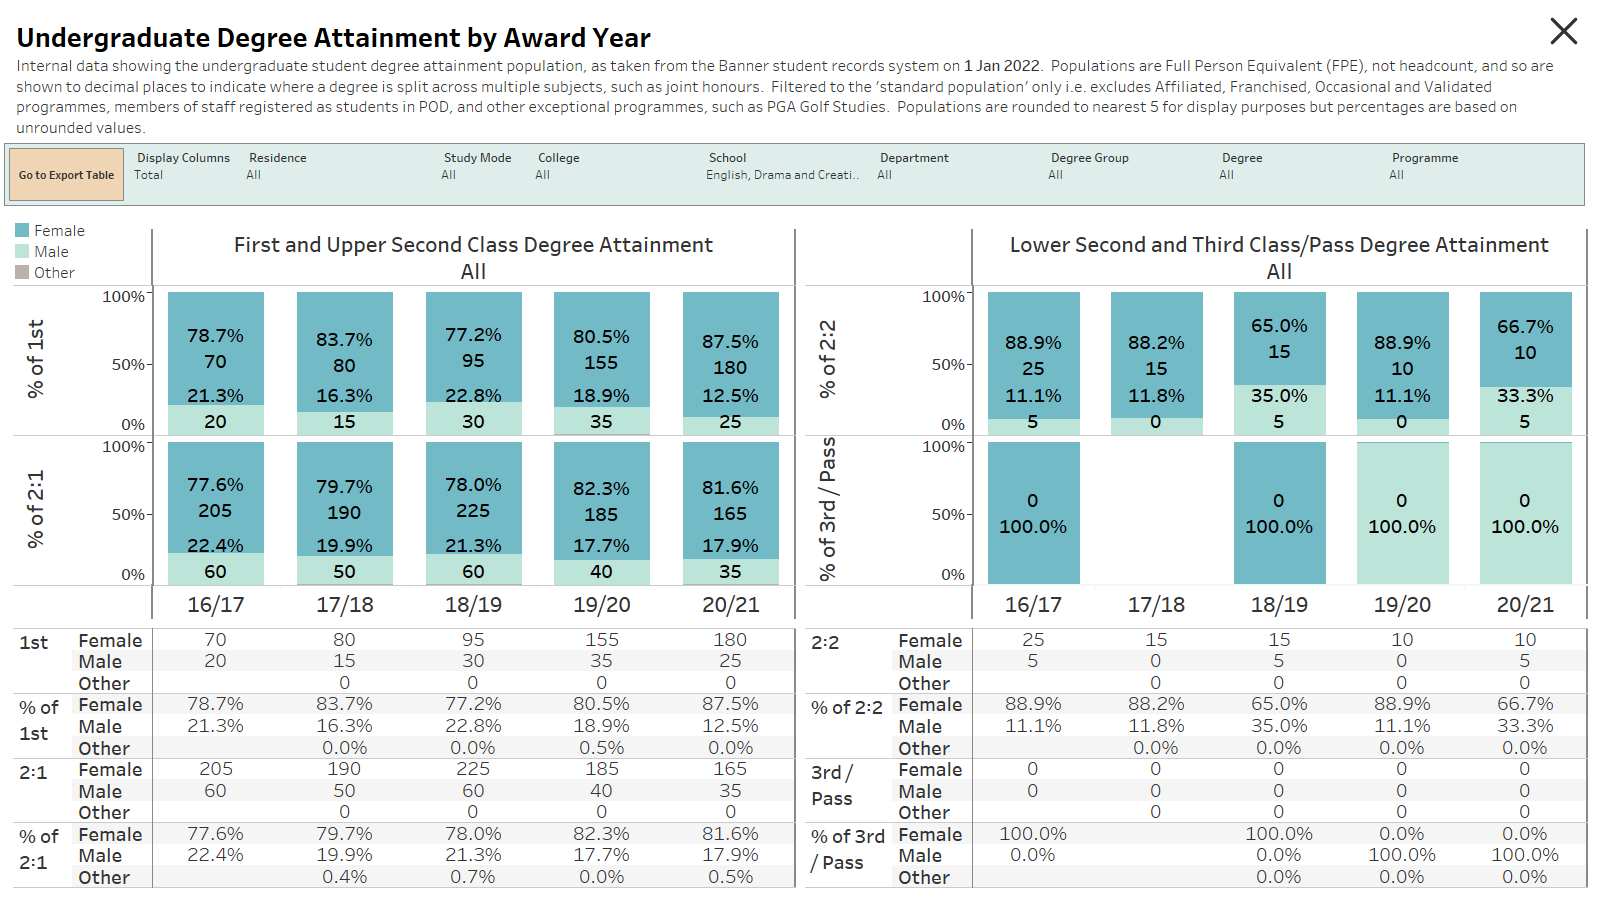 Undergraduate Degree Attainment by Award Year
Internal data showing the undergraduate student degree attainment population, as taken from the Banner student records system on 1 Jan 2022. Populations are Full Person Equivalent (FPE), not headcount, and so are
shown to decimal places to indicate where a degree is split across multiple subjects, such as joint honours. Filtered to the 'standard population' only i.e. excludes Affiliated, Franchised, Occasional and Validated
programmes, members of staff registered as students in POD, and other exceptional programmes, such as PGA Golf Studies. Populations are rounded to nearest 5 for display purposes but percentages are based on
unrounded values.
Go to Export Table
Display Columns Residence Study Mode College School Department Degree Group Degree Programme
Total All All All English, Drama and Creati.. All All All All
Female
Male
Other
First and Upper Second Class Degree Attainment
All
% of 1st
100%
50%
0%
78.7% 83.7% 77.2% 80.5% 87.5%
70 80 95 155 180
21.3% 16.3% 22.8% 18.9% 12.5%
20 15 30 35 25
% of 2:1
100%
50%
0%
77.6% 79.7% 78.0% 82.3% 81.6%
205 190 225 185 165
22.4% 19.9% 21.3% 17.7% 17.9%
60 50 60 40 35
16/17 17/18 18/19 19/20 20/21
1st Female 70 80 95 155 180
Male 20 15 30 35 25
Other 0 0 0 0
% of 1st Female 78.7% 83.7% 77.2% 80.5% 87.5%
Male 21.3% 16.3% 22.8% 18.9% 12.5%
Other 0.0% 0.0% 0.5% 0.0%
2:1 Female 205 190 225 185 165
Male 60 50 60 40 35
Other 0 0 0 0
% of 2:1 Female 77.6% 79.7% 78.0% 82.3% 81.6%
Male 22.4% 19.9% 21.3% 17.7% 17.9%
Other 0.4% 0.7% 0.0% 0.5%
Lower Second and Third Class/Pass Degree Attainment
All
% of 2:2
100%
50%
0%
88.9% 88.2% 65.0% 88.9% 66.7%
25 15 15 10 10
11.1% 11.8% 35.0% 11.1% 33.3%
5 0 5 0 5
% of 3rd / Pass
100%
50%
0%
0 0 0 0
100.0% 100.0% 100.0% 100.0%
16/17 17/18 18/19 19/20 20/21
2:2 Female 25 15 15 10 10
Male 5 0 5 0 5
Other 0 0 0 0
% of 2:2 Female 88.9% 88.2% 65.0% 88.9% 66.7%
Male 11.1% 11.8% 35.0% 11.1% 33.3%
Other 0.0% 0.0% 0.0% 0.0%
3rd / Pass Female 0 0 0 0 0
Male 0 0 0 0 0
Other 0 0 0 0
% of 3rd / Pass Female 100.0% 100.0% 0.0% 0.0%
Male 0.0% 0.0% 100.0% 100.0%
Other 0.0% 0.0% 0.0%